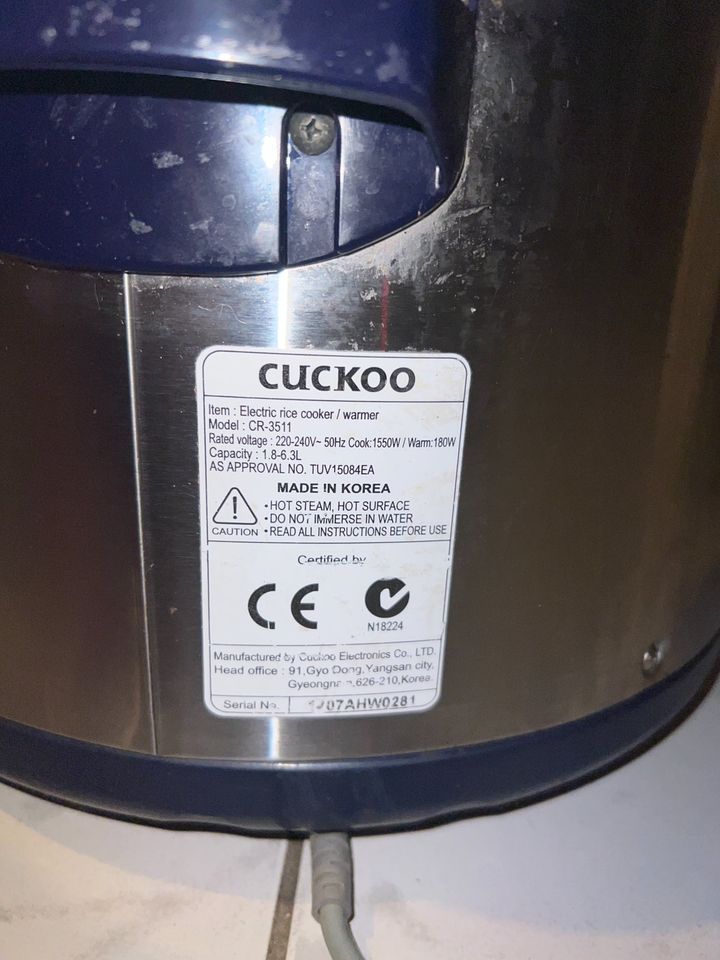 CUCKOO
Item : Electric rice cooker / warmer
Model : CR-3511
Rated voltage : 220-240V~ 50Hz Cook:1550W / Warm:180W
Capacity : 1.8-6.3L
AS APPROVAL NO. TUV15084EA
MADE IN KOREA
• HOT STEAM, HOT SURFACE
• DO NOT IMMERSE IN WATER
CAUTION • READ ALL INSTRUCTIONS BEFORE USE
Certified by
CE
N18224
Manufactured by Cuckoo Electronics Co., LTD.
Head office : 91,Gyo Dong,Yangsan city,
626-210,Korea.
Serial No.